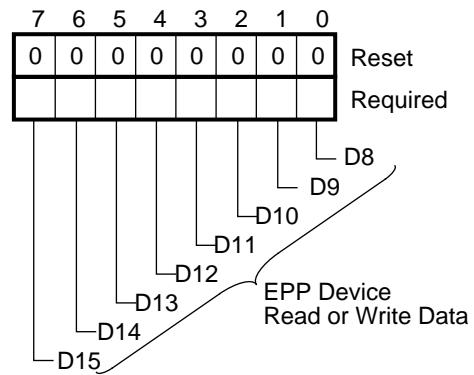 7 6 5 4 3 2 1 0
0 0 0 0 0 0 0 0 Reset
Required
D8
D9
D10
D11
D12
D13
D14
D15
EPP Device
Read or Write Data